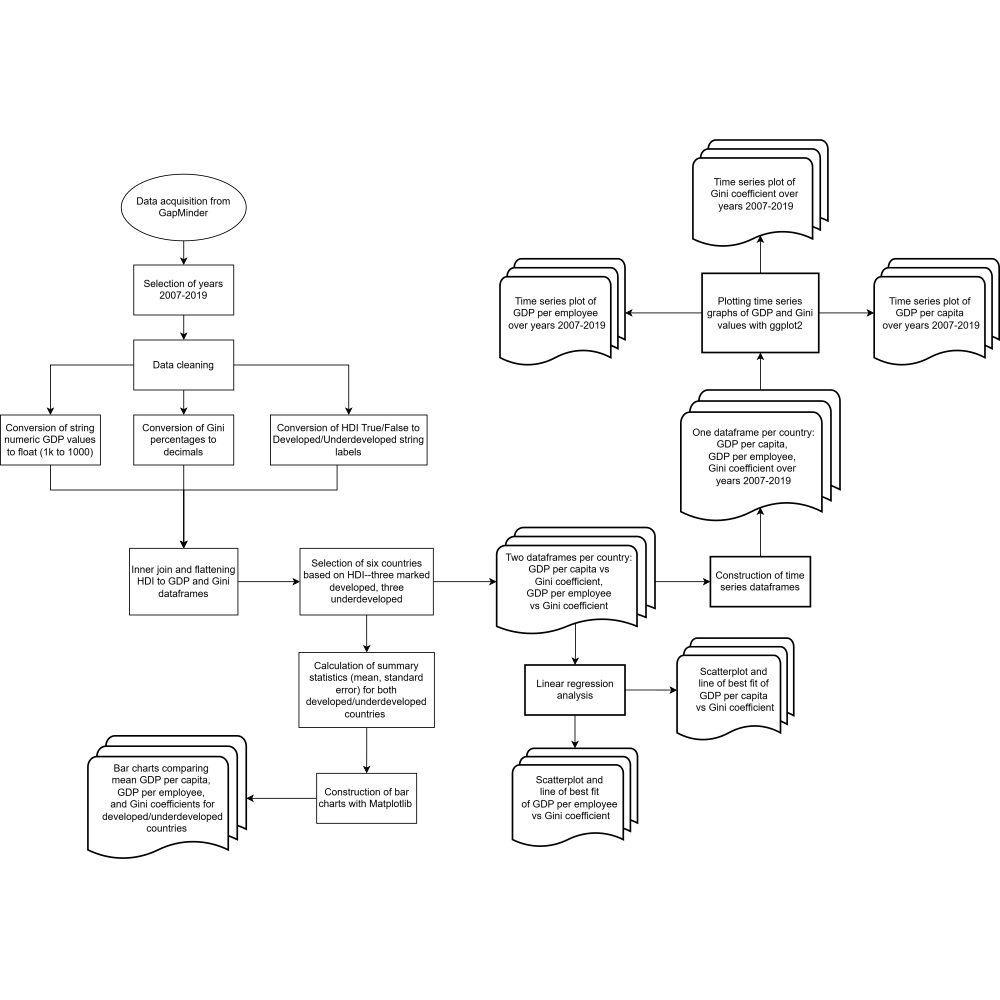 Data acquisition from
GapMinder
Selection of years
2007-2019
Data cleaning
Conversion of string
numeric GDP values
to float (1k to 1000)
Conversion of Gini
percentages to
decimals
Conversion of HDI True/False to
Developed/Underdeveloped string
labels
Inner join and flattening
HDI to GDP and Gini
dataframes
Selection of six countries
based on HDI--three marked
developed, three
underdeveloped
Calculation of summary
statistics (mean, standard
error) for both
developed/underdeveloped
countries
Construction of bar
charts with Matplotlib
Bar charts comparing
mean GDP per capita,
GDP per employee,
and Gini coefficients for
developed/underdeveloped
countries
Two dataframes per country:
GDP per capita vs
Gini coefficient,
GDP per employee
vs Gini coefficient
Linear regression
analysis
Scatterplot and
line of best fit of
GDP per capita
vs Gini coefficient
Scatterplot and
line of best fit
of GDP per employee
vs Gini coefficient
Construction of time
series dataframes
One dataframe per country:
GDP per capita,
GDP per employee,
Gini coefficient over
years 2007-2019
Plotting time series
graphs of GDP and Gini
values with ggplot2
Time series plot of
GDP per employee
over years 2007-2019
Time series plot of
Gini coefficient over
years 2007-2019
Time series plot of
GDP per capita
over years 2007-2019